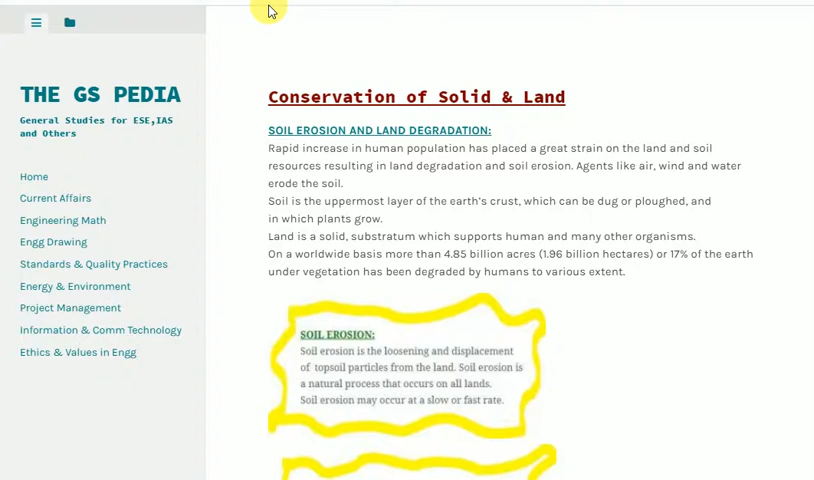 THE GS PEDIA
General Studies for ESE,IAS
and Others
Home
Current Affairs
Engineering Math
Engg Drawing
Standards & Quality Practices
Energy & Environment
Project Management
Information & Comm Technology
Ethics & Values in Engg
Conservation of Solid & Land
SOIL EROSION AND LAND DEGRADATION:
Rapid increase in human population has placed a great strain on the land and soil
resources resulting in land degradation and soil erosion. Agents like air, wind and water
erode the soil.
Soil is the uppermost layer of the earth's crust, which can be dug or ploughed, and
in which plants grow.
Land is a solid, substratum which supports human and many other organisms.
On a worldwide basis more than 4.85 billion acres (1.96 billion hectares) or 17% of the earth
under vegetation has been degraded by humans to various extent.
SOIL EROSION:
Soil erosion is the loosening and displacement
of topsoil particles from the land. Soil erosion is
a natural process that occurs on all lands.
Soil erosion may occur at a slow or fast rate.